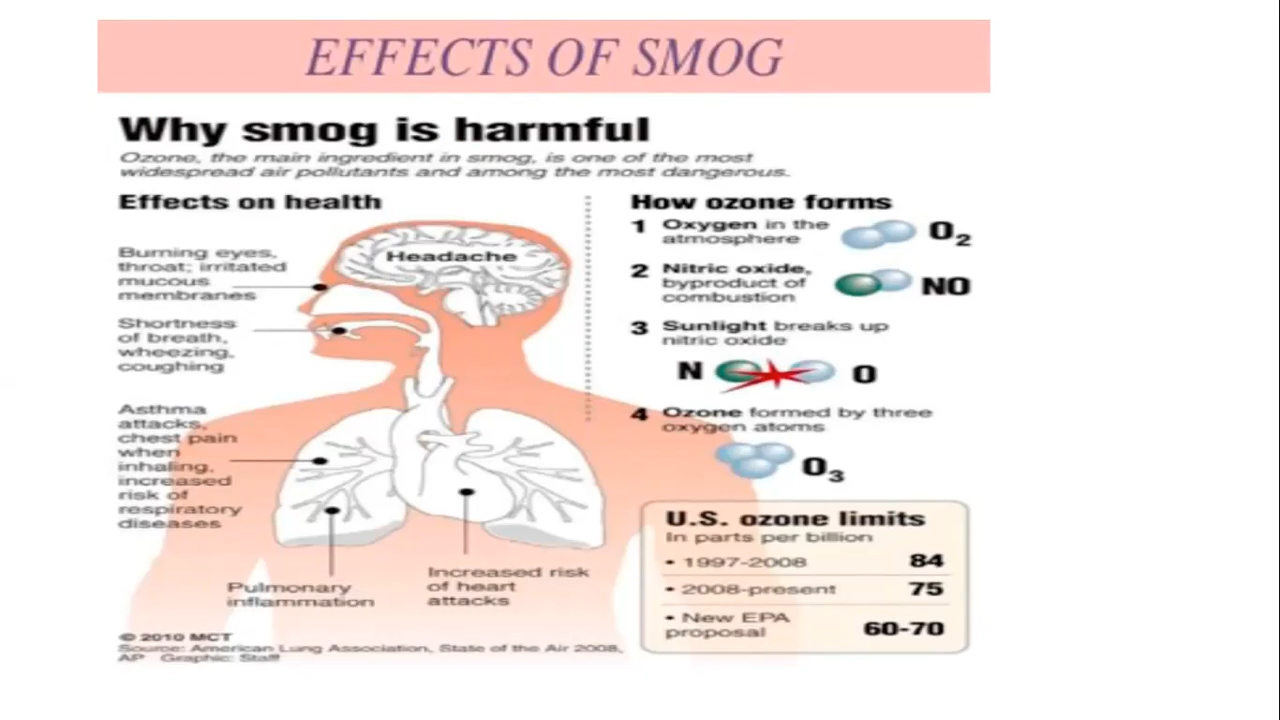 EFFECTS OF SMOG
Why smog is harmful
Ozone, the main ingredient in smog, is one of the most
widespread air pollutants and among the most dangerous.
Effects on health
Headache
Burning eyes,
throat; irritated
mucous
membranes
Shortness
of breath,
wheezing,
coughing
Asthma
attacks,
chest pain
when
inhaling,
increased
risk of
respiratory
diseases
Pulmonary
inflammation
Increased risk
of heart
attacks
How ozone forms
1 Oxygen in the
atmosphere
O2
2 Nitric oxide,
byproduct of
combustion
NO
3 Sunlight breaks up
nitric oxide
N O
4 Ozone formed by three
oxygen atoms
O3
U.S. ozone limits
In parts per billion
• 1997-2008 84
• 2008-present 75
• New EPA
proposal 60-70
© 2010 MCT
Source: American Lung Association, State of the Air 2008,
AP Graphic: Staff